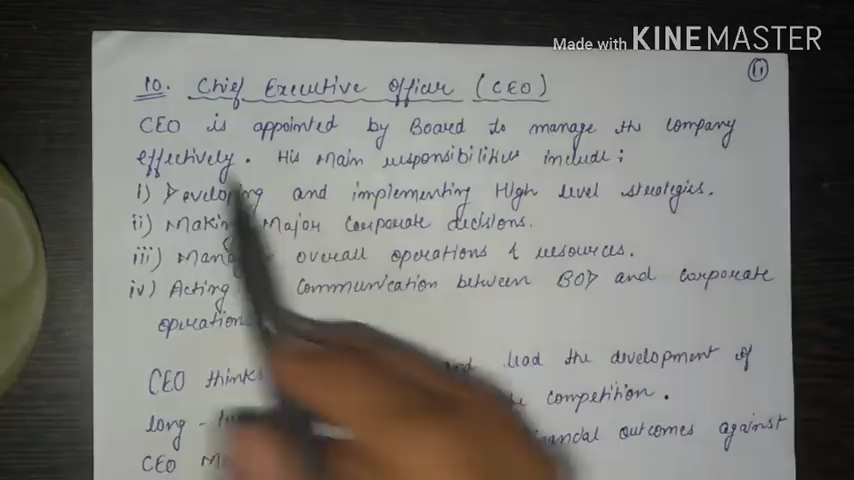 Made with KINEMASTER
11
10. Chief Executive Officer (CEO)
CEO is appointed by Board to manage the company
effectively. His main responsibilities include:
i) Developing and implementing High level strategies.
ii) Making Major Corporate decisions.
iii) overall operations & resources.
iv) Acting Communication between BOD and corporate
operation
CEO thinks lead the development of
long - competition.
outcomes against
CEO